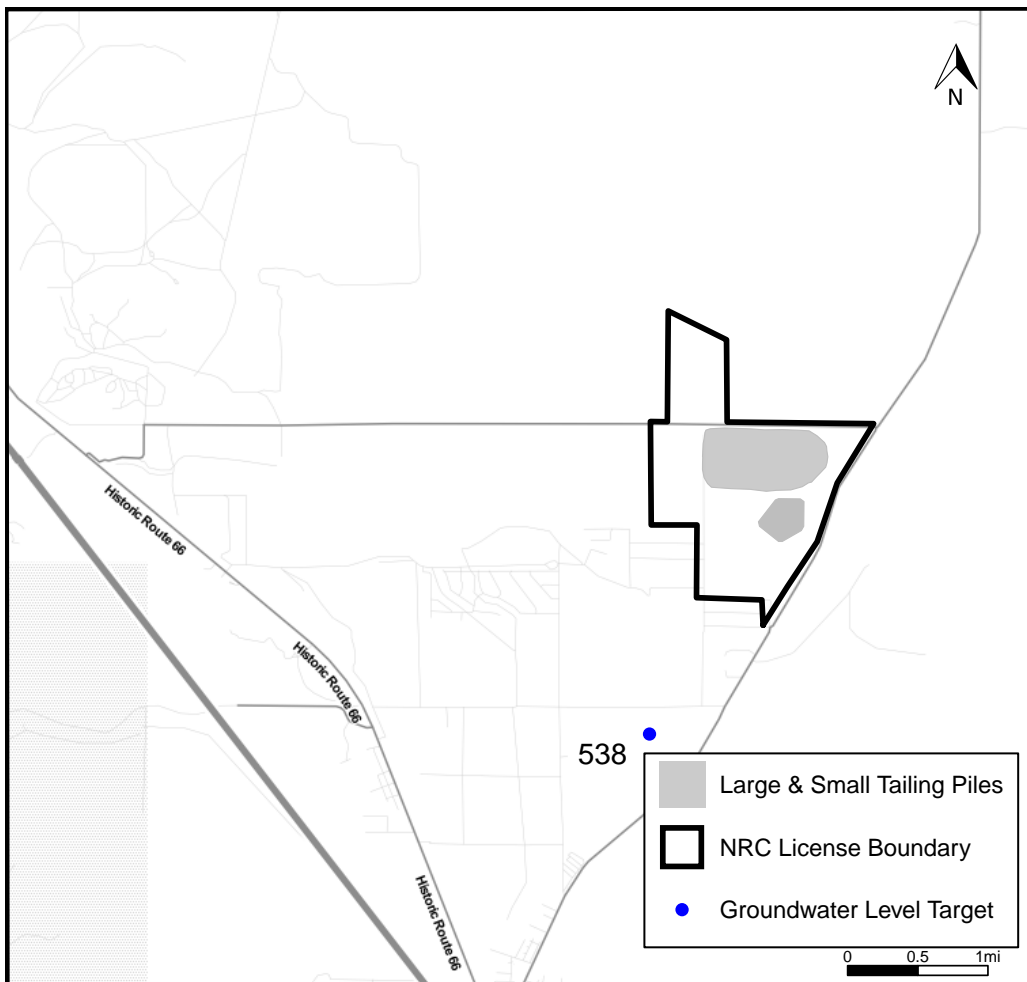 N
Historic Route 66
Historic Route 66
538
Large & Small Tailing Piles
NRC License Boundary
Groundwater Level Target
Historic Route 66
0 0.5 1mi